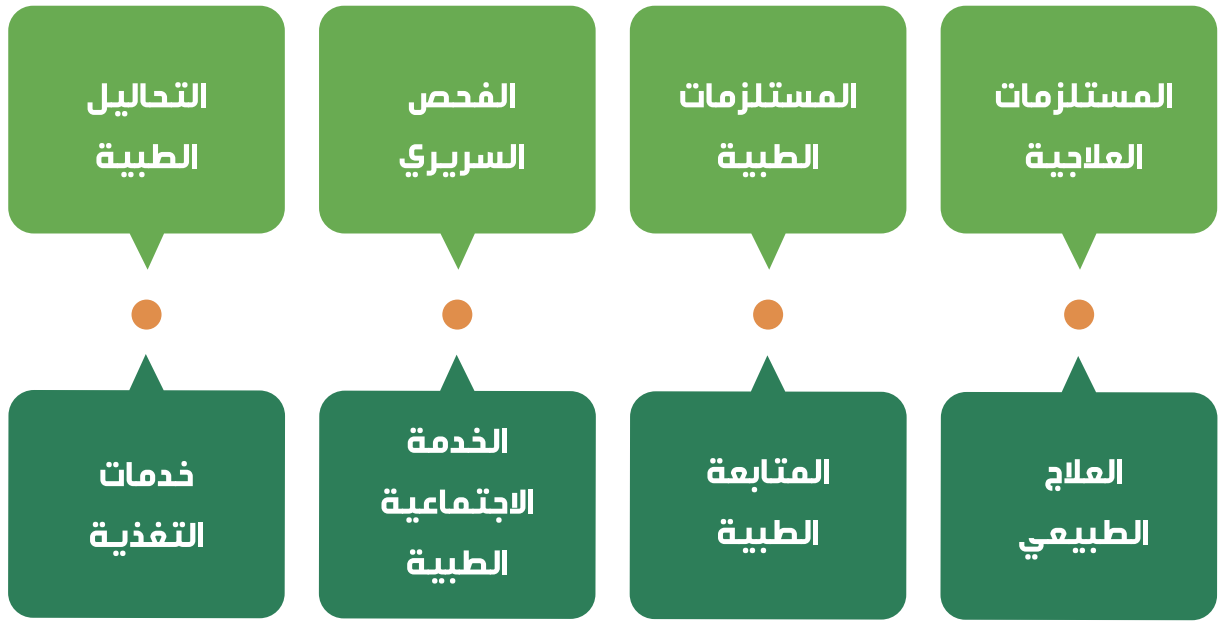 المستلزمات
العلاجية
المستلزمات
الطبية
الفحص
السريري
التحاليل
الطبية
العلاج
الطبيعي
المتابعة
الطبية
الخدمة
الاجتماعية
الطبية
خدمات
التغذية